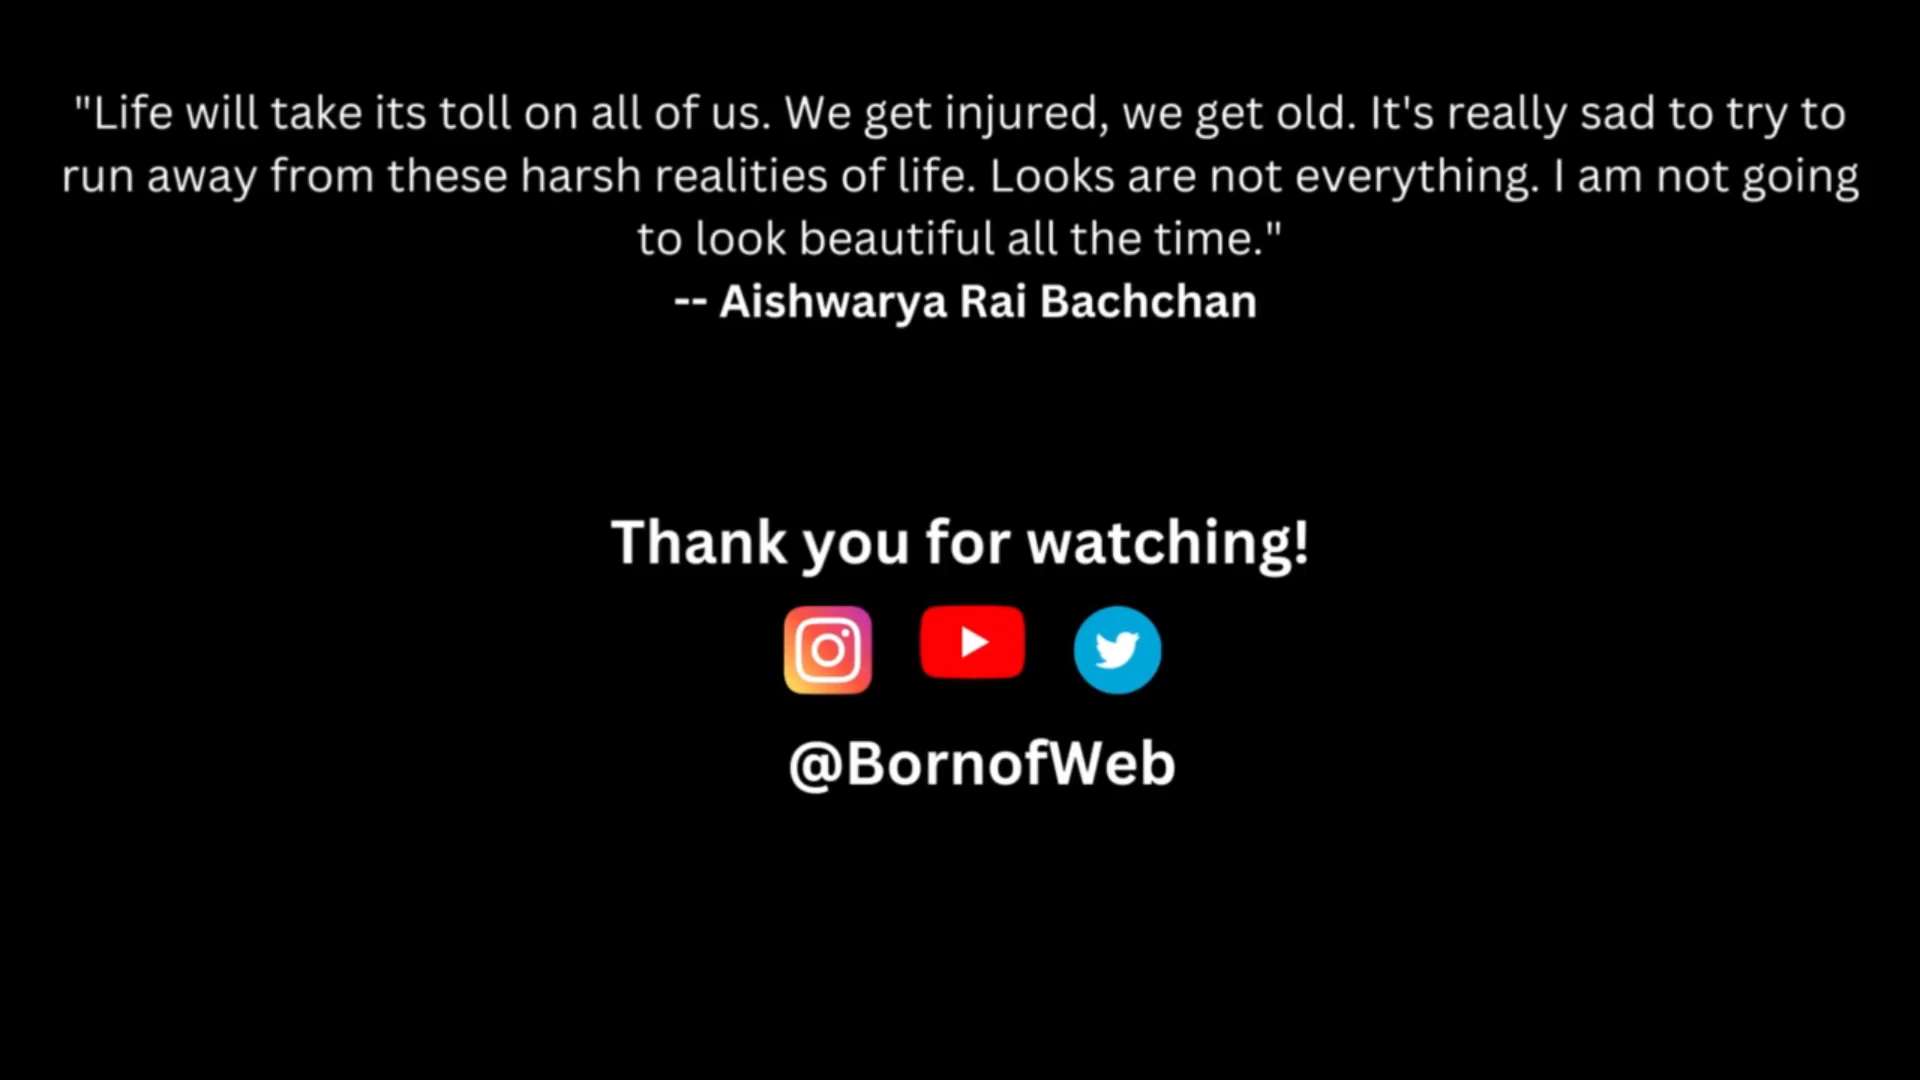 "Life will take its toll on all of us. We get injured, we get old. It's really sad to try to
run away from these harsh realities of life. Looks are not everything. I am not going
to look beautiful all the time."
-- Aishwarya Rai Bachchan
Thank you for watching!
@BornofWeb